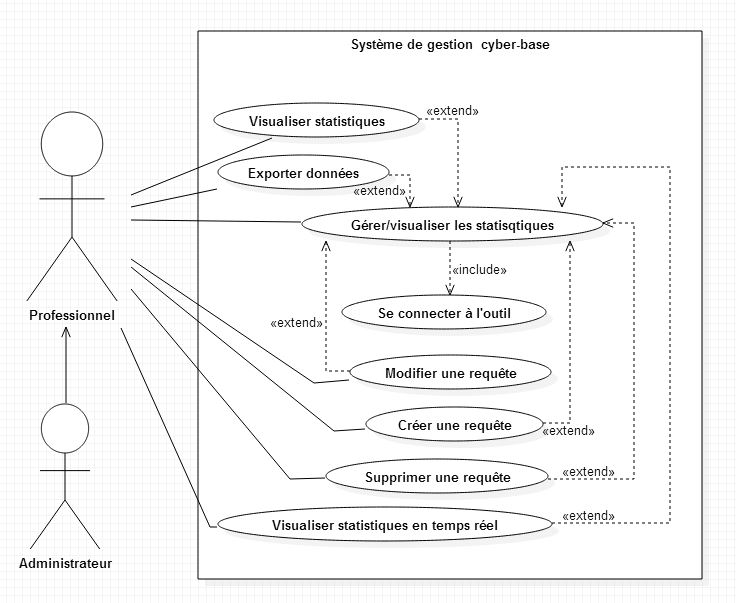 Système de gestion  cyber-base
Visualiser statistiques
«extend»
Exporter données
«extend»
Gérer/visualiser les statisqtiques
«include»
Se connecter à l'outil
Professionnel
«extend»
Modifier une requête
Créer une requête
«extend»
Supprimer une requête
«extend»
Visualiser statistiques en temps réel
«extend»
Administrateur